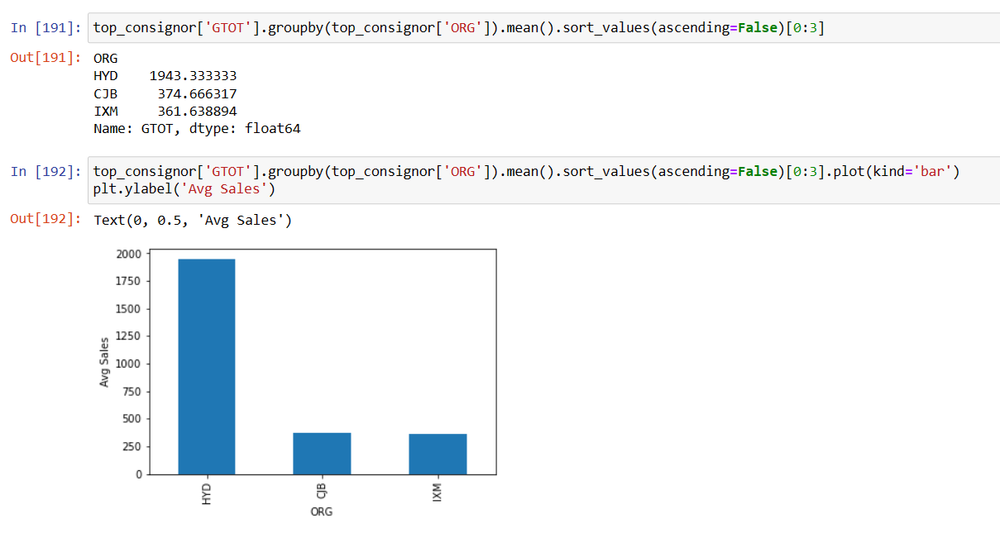 In [191]: top_consignor['GTOT'].groupby(top_consignor['ORG']).mean().sort_values(ascending=False)[0:3]
Out[191]: ORG
HYD    1943.333333
CJB     374.666317
IXM     361.638894
Name: GTOT, dtype: float64
In [192]: top_consignor['GTOT'].groupby(top_consignor['ORG']).mean().sort_values(ascending=False)[0:3].plot(kind='bar')
plt.ylabel('Avg Sales')
Out[192]: Text(0, 0.5, 'Avg Sales')
2000
1750
1500
1250
1000
750
500
250
0
Avg Sales
HYD
CJB
IXM
ORG